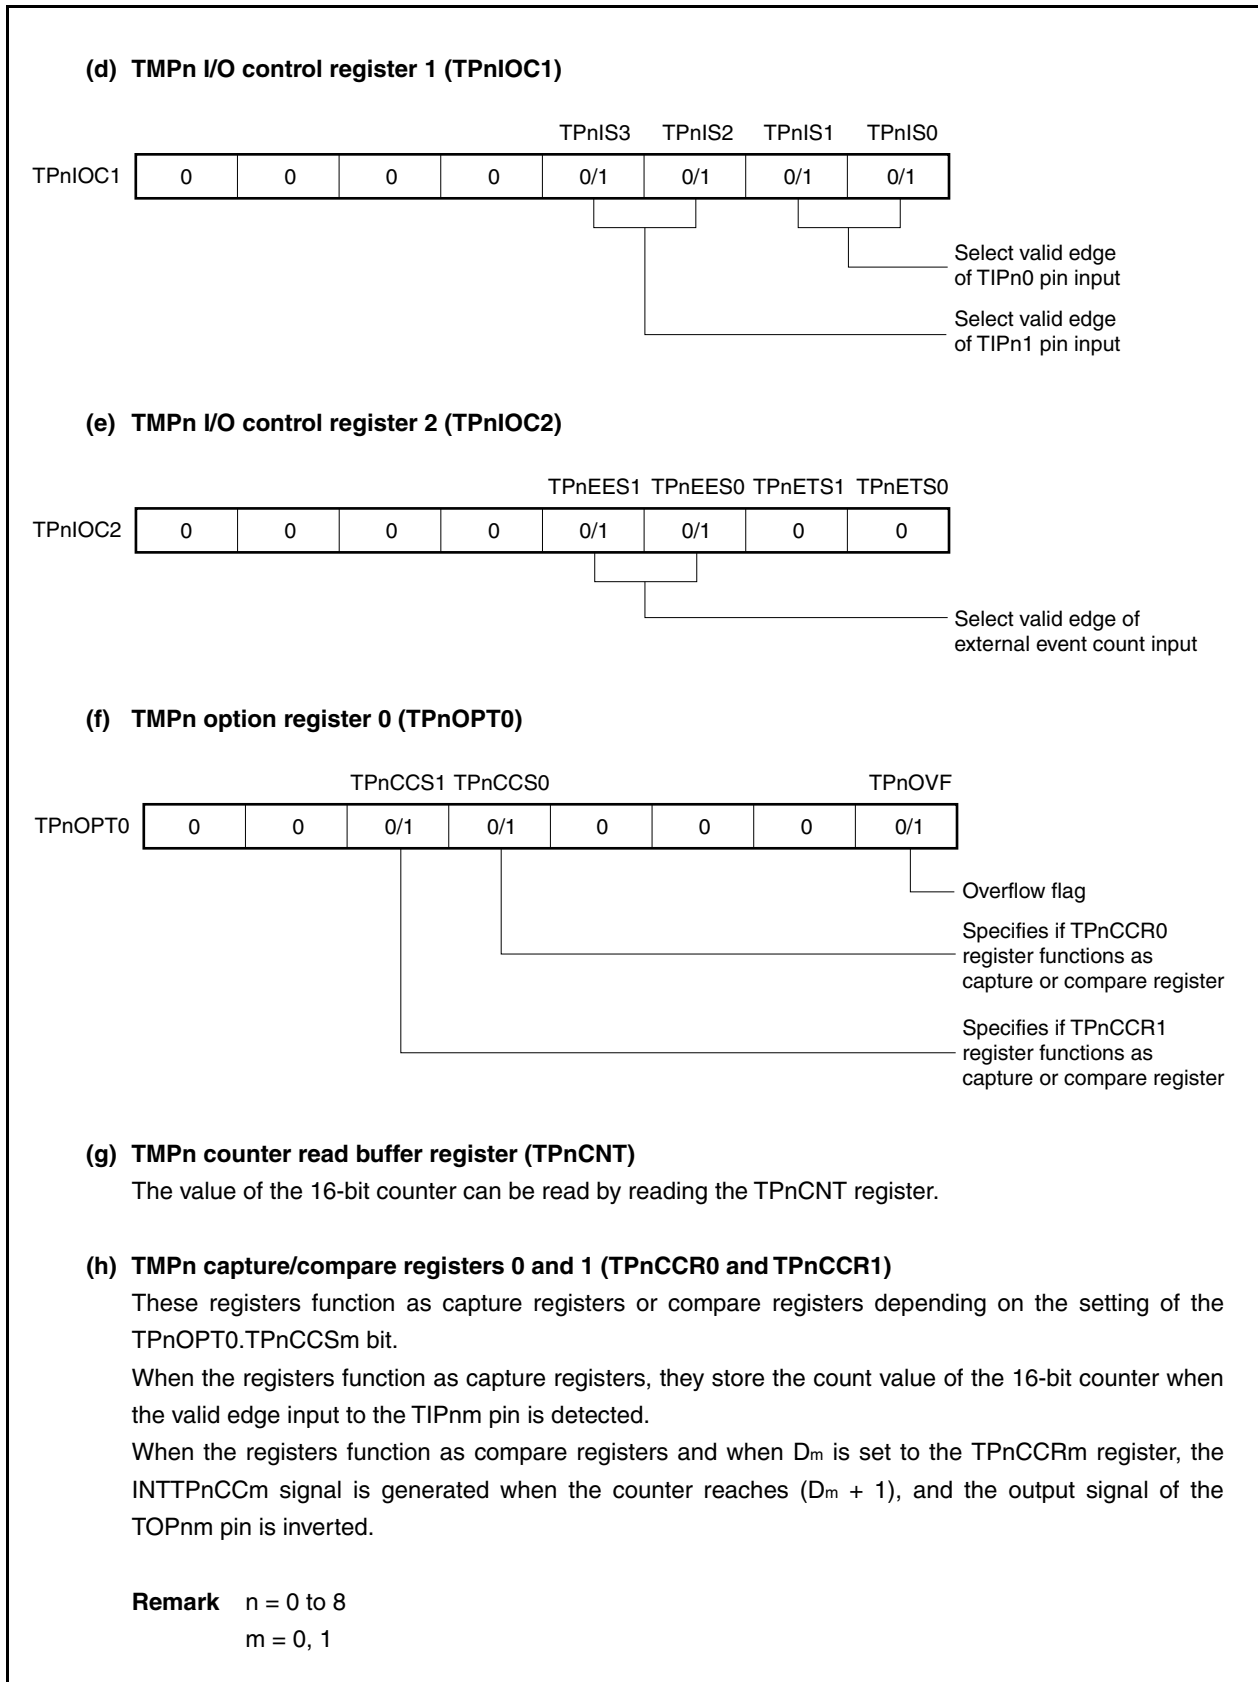 (d) TMPn I/O control register 1 (TPnIOC1)
TPnIS3 TPnIS2 TPnIS1 TPnIS0
TPnIOC1 0 0 0 0 0/1 0/1 0/1 0/1
Select valid edge
of TIPn0 pin input
Select valid edge
of TIPn1 pin input
(e) TMPn I/O control register 2 (TPnIOC2)
TPnEES1 TPnEES0 TPnETS1 TPnETS0
TPnIOC2 0 0 0 0 0/1 0/1 0 0
Select valid edge of
external event count input
(f) TMPn option register 0 (TPnOPT0)
TPnCCS1 TPnCCS0 TPnOVF
TPnOPT0 0 0 0/1 0/1 0 0 0 0/1
Overflow flag
Specifies if TPnCCR0
register functions as
capture or compare register
Specifies if TPnCCR1
register functions as
capture or compare register
(g) TMPn counter read buffer register (TPnCNT)
The value of the 16-bit counter can be read by reading the TPnCNT register.
(h) TMPn capture/compare registers 0 and 1 (TPnCCR0 and TPnCCR1)
These registers function as capture registers or compare registers depending on the setting of the
TPnOPT0.TPnCCSm bit.
When the registers function as capture registers, they store the count value of the 16-bit counter when
the valid edge input to the TIPnm pin is detected.
When the registers function as compare registers and when Dm is set to the TPnCCRm register, the
INTTPnCCm signal is generated when the counter reaches (Dm + 1), and the output signal of the
TOPnm pin is inverted.
Remark n = 0 to 8
m = 0, 1